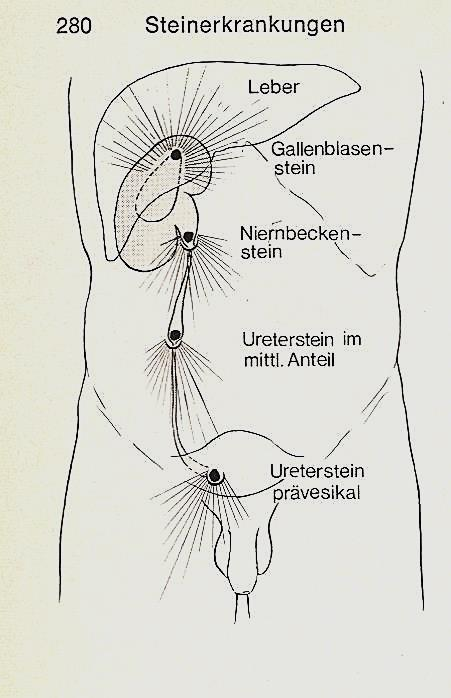 280 Steinerkrankungen
Leber
Gallenblasen-
stein
Niernbecken-
stein
Ureterstein im
mittl. Anteil
Ureterstein
prävesikal